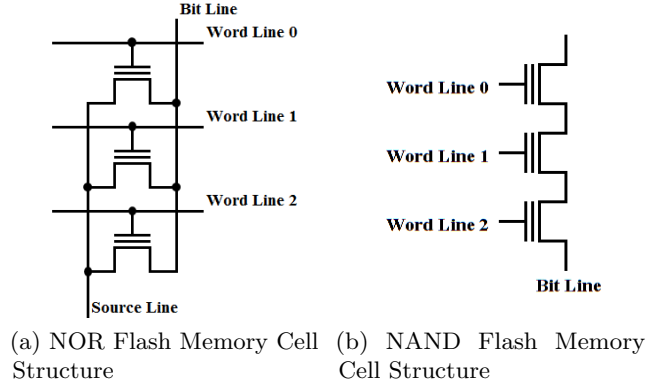 Bit Line
Word Line 0
Word Line 1
Word Line 2
Source Line
(a) NOR Flash Memory Cell
Structure
Word Line 0
Word Line 1
Word Line 2
Bit Line
(b) NAND Flash Memory
Cell Structure